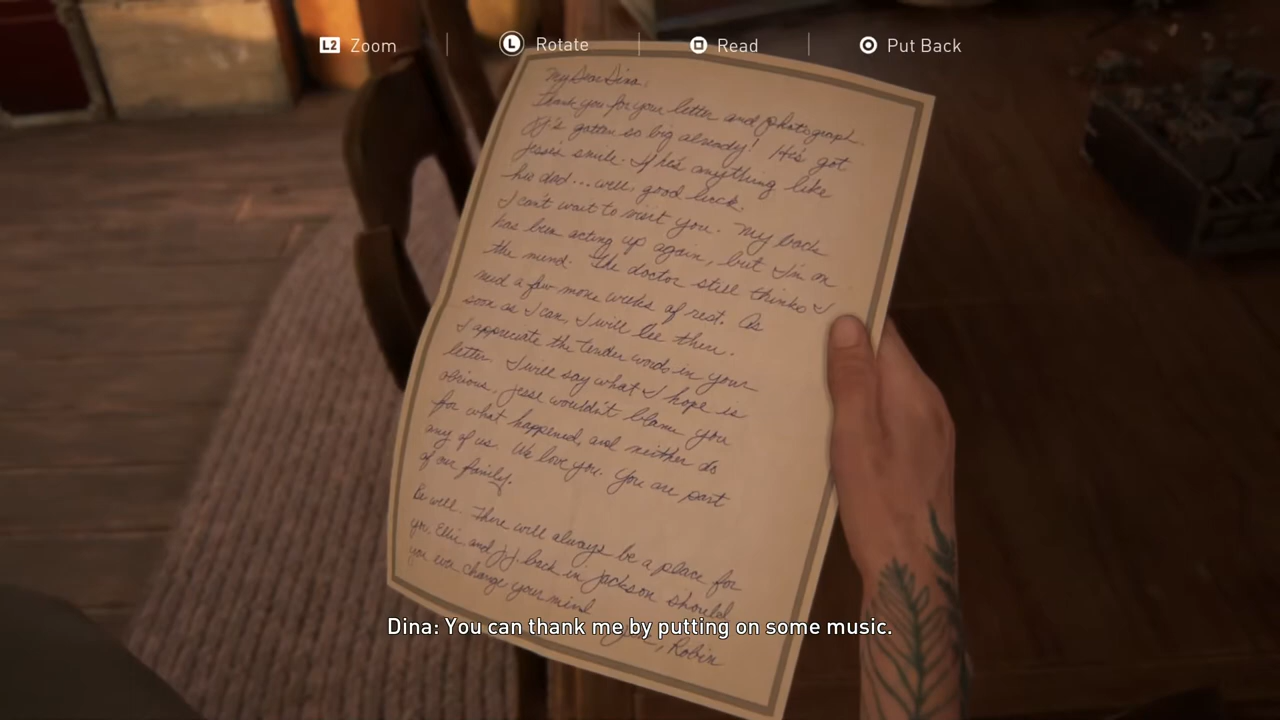 L2 Zoom
L Rotate
Read
Put Back
My Dear Dina,
Thank you for your letter and photograph.
JJ's gotten so big already! He's got
Jesse's smile. If he's anything like
his dad... well, good luck.
I can't wait to visit you. My back
has been acting up again, but I'm on
the mend. The doctor still thinks I
need a few more weeks of rest. As
soon as I can, I will be there.
I appreciate the tender words in your
letter. I will say what I hope is
obvious, Jesse wouldn't blame you
for what happened, and neither do
any of us. We love you. You are part
of our family.
Be well. There will always be a place for
you, Ellie, and JJ back in Jackson should
you ever change your mind
Dina: You can thank me by putting on some music.
, Robin